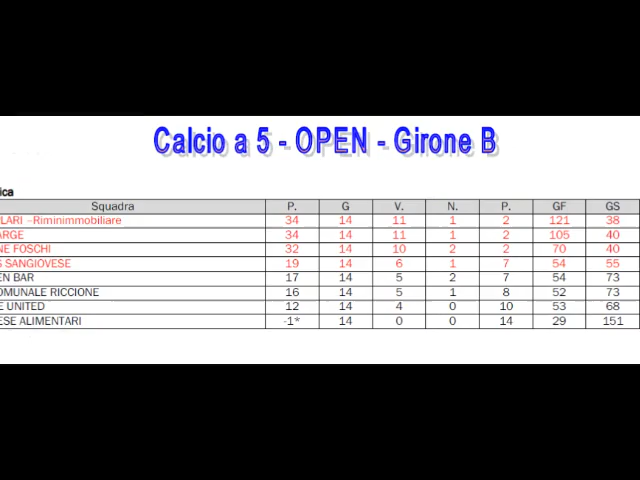 Calcio a 5 - OPEN - Girone B
ica
Squadra P. G V. N. P. GF GS
LARI –Riminimmobiliare 34 14 11 1 2 121 38
ARGE 34 14 11 1 2 105 40
NE FOSCHI 32 14 10 2 2 70 40
S SANGIOVESE 19 14 6 1 7 54 55
EN BAR 17 14 5 2 7 54 73
OMUNALE RICCIONE 16 14 5 1 8 52 73
E UNITED 12 14 4 0 10 53 68
ESE ALIMENTARI -1* 14 0 0 14 29 151